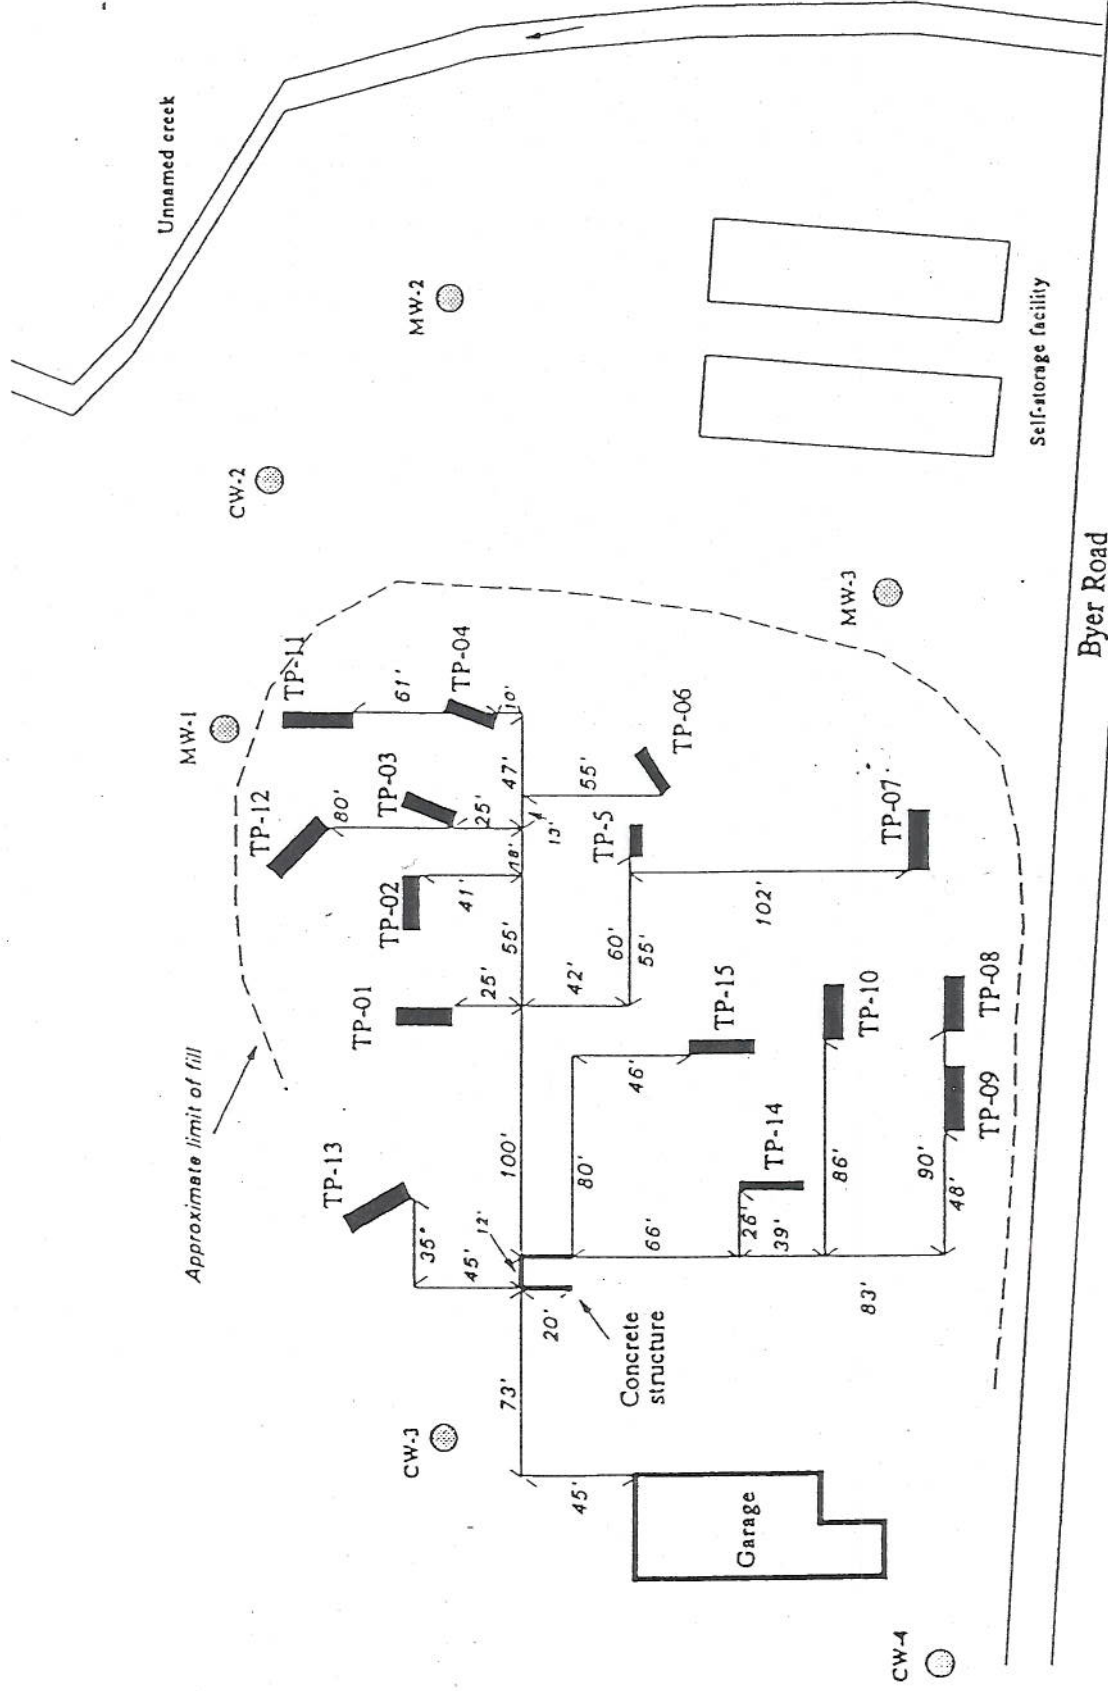 Unnamed creek
MW-2
CW-2
MW-1
TP-11
61'
TP-04
10'
TP-12
80'
TP-03
25'
47'
13'
18'
55'
TP-06
TP-5
TP-02
41'
55'
TP-01
25'
42'
60'
55'
102'
TP-07
MW-3
Self-storage facility
Byer Road
Approximate limit of fill
TP-13
35°
45'
12'
100'
80'
46'
TP-15
TP-10
TP-08
TP-09
TP-14
66'
26'
39'
86'
90'
48'
83'
20'
Concrete
structure
73'
CW-3
45'
Garage
CW-4